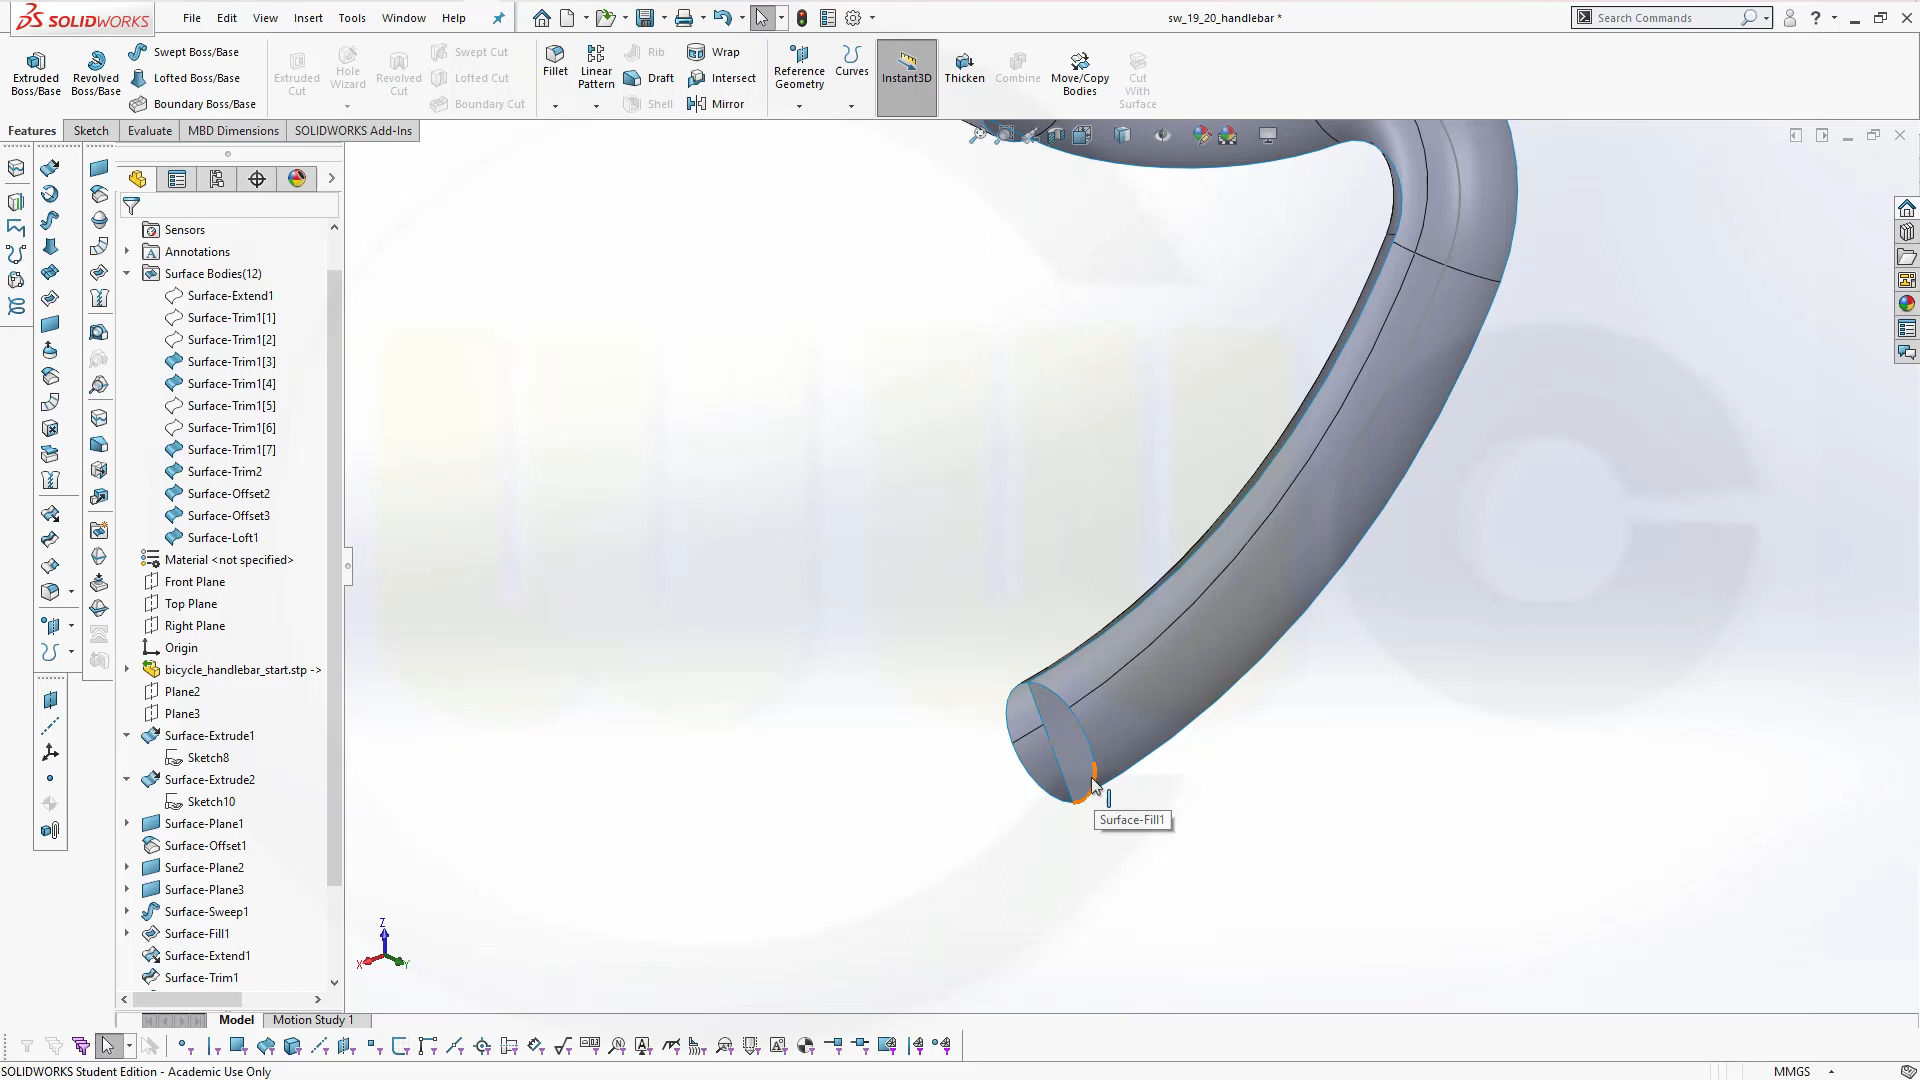 SOLIDWORKS
File Edit View Insert Tools Window Help
sw_19_20_handlebar *
Search Commands
Extruded Boss/Base
Revolved Boss/Base
Swept Boss/Base
Lofted Boss/Base
Boundary Boss/Base
Extruded Cut
Hole Wizard
Revolved Cut
Swept Cut
Lofted Cut
Boundary Cut
Fillet
Linear Pattern
Rib
Draft
Shell
Wrap
Intersect
Mirror
Reference Geometry
Curves
Instant3D
Thicken
Combine
Move/Copy Bodies
Cut With Surface
Features Sketch Evaluate MBD Dimensions SOLIDWORKS Add-Ins
Sensors
Annotations
Surface Bodies(12)
Surface-Extend1
Surface-Trim1[1]
Surface-Trim1[2]
Surface-Trim1[3]
Surface-Trim1[4]
Surface-Trim1[5]
Surface-Trim1[6]
Surface-Trim1[7]
Surface-Trim2
Surface-Offset2
Surface-Offset3
Surface-Loft1
Material <not specified>
Front Plane
Top Plane
Right Plane
Origin
bicycle_handlebar_start.stp ->
Plane2
Plane3
Surface-Extrude1
Sketch8
Surface-Extrude2
Sketch10
Surface-Plane1
Surface-Offset1
Surface-Plane2
Surface-Plane3
Surface-Sweep1
Surface-Fill1
Surface-Extend1
Surface-Trim1
Surface-Fill1
Z
X
Y
Model Motion Study 1
SOLIDWORKS Student Edition - Academic Use Only
MMGS